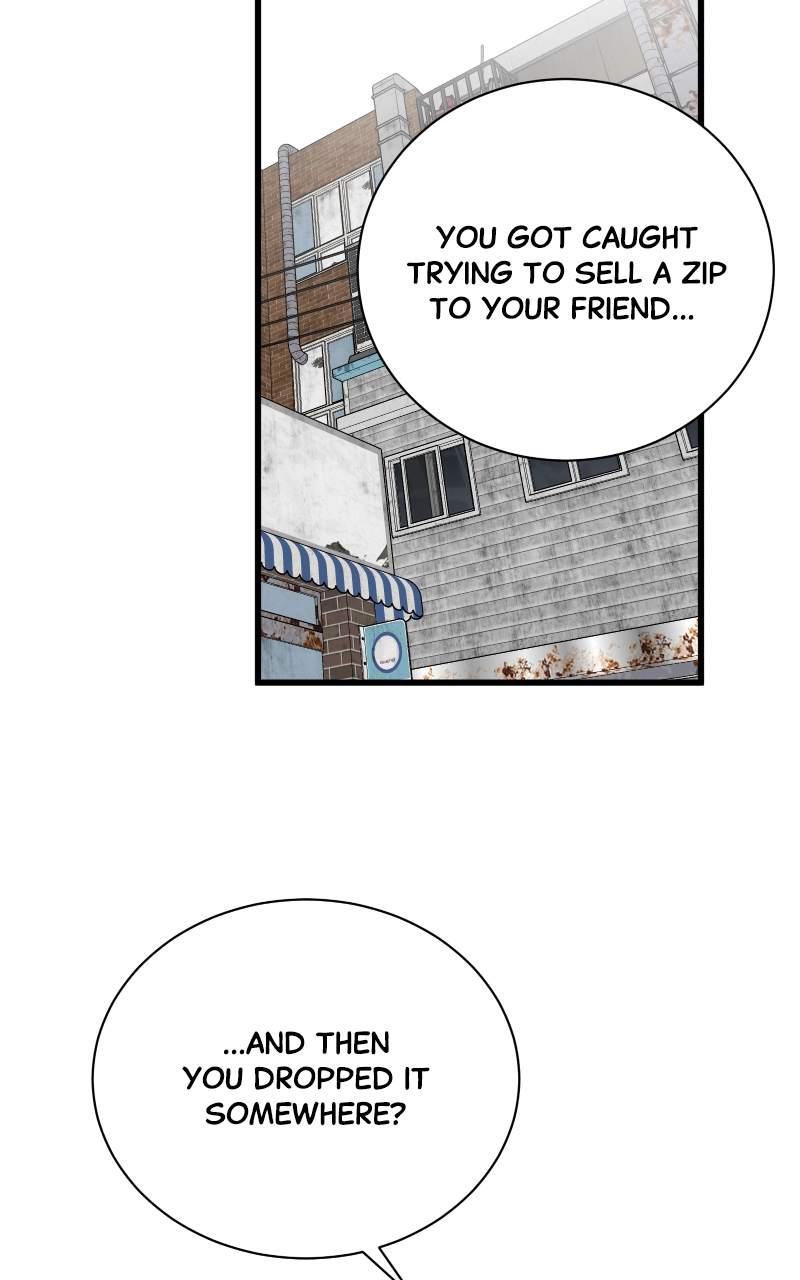 YOU GOT CAUGHT
TRYING TO SELL A ZIP
TO YOUR FRIEND...
...AND THEN
YOU DROPPED IT
SOMEWHERE?